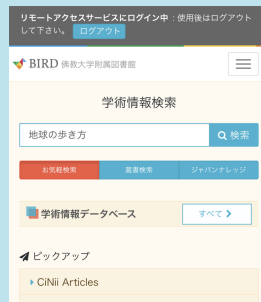 リモートアクセスサービスにログイン中：使用後はログアウト
して下さい。 ログアウト
BIRD 佛教大学附属図書館
学術情報検索
地球の歩き方 検索
お気軽検索 蔵書検索 ジャパンナレッジ
学術情報データベース すべて
ピックアップ
CiNii Articles